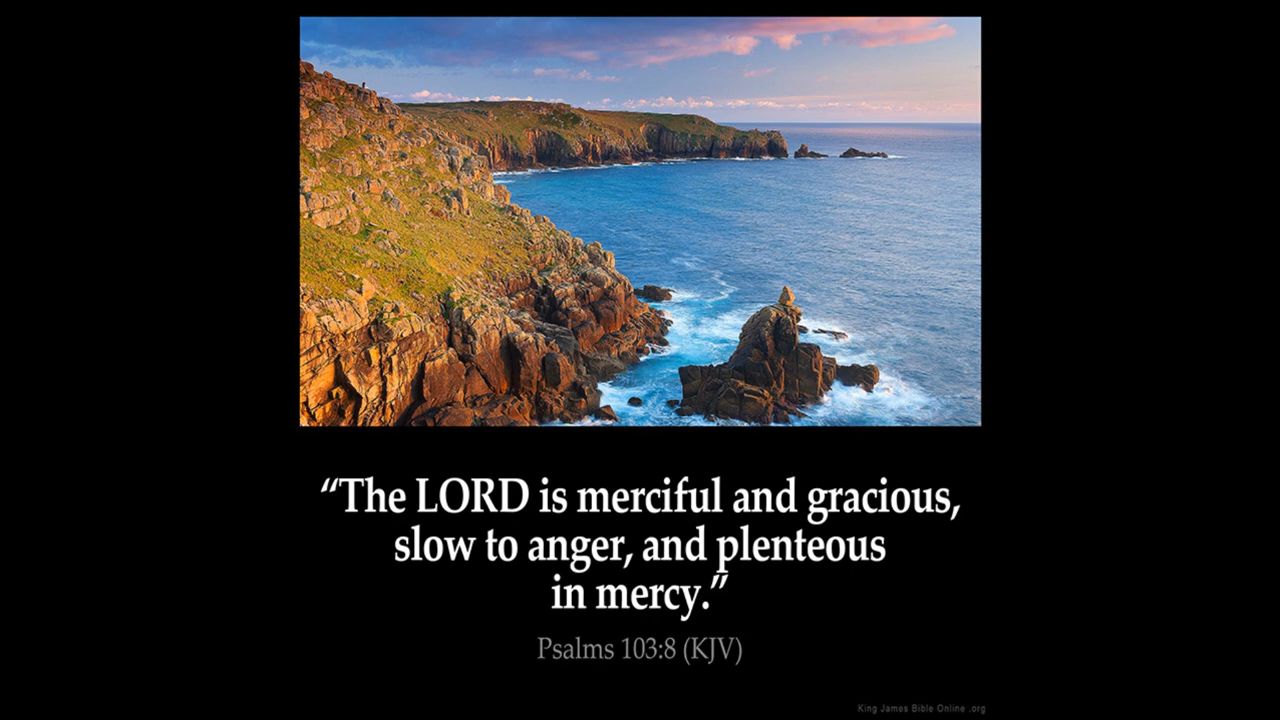 “The LORD is merciful and gracious,
slow to anger, and plenteous
in mercy.”
Psalms 103:8 (KJV)
King James Bible Online .org